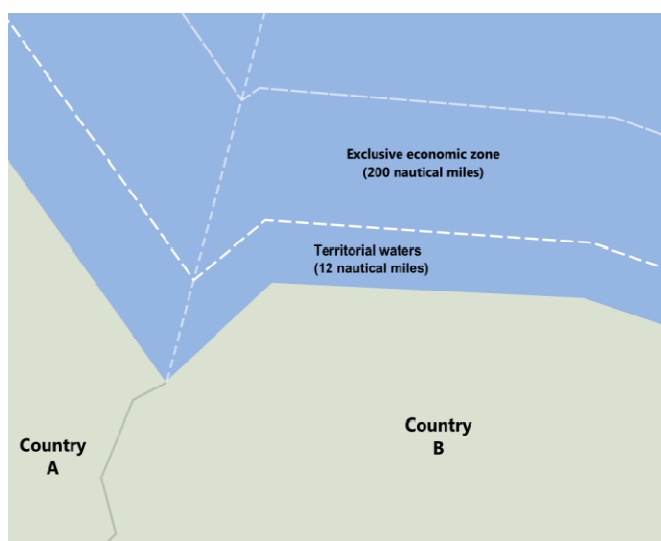 Exclusive economic zone
(200 nautical miles)
Territorial waters
(12 nautical miles)
Country
A
Country
B